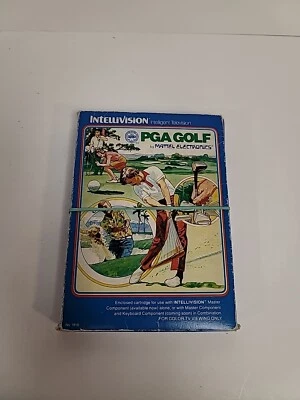 INTELLIVISION Intelligent Television
PGA GOLF
by MATTEL ELECTRONICS®
Enclosed cartridge for use with INTELLIVISION™ Master
Component (available now) alone, or with Master Component
and Keyboard Component (coming soon) in Combination.
FOR COLOR TV VIEWING ONLY